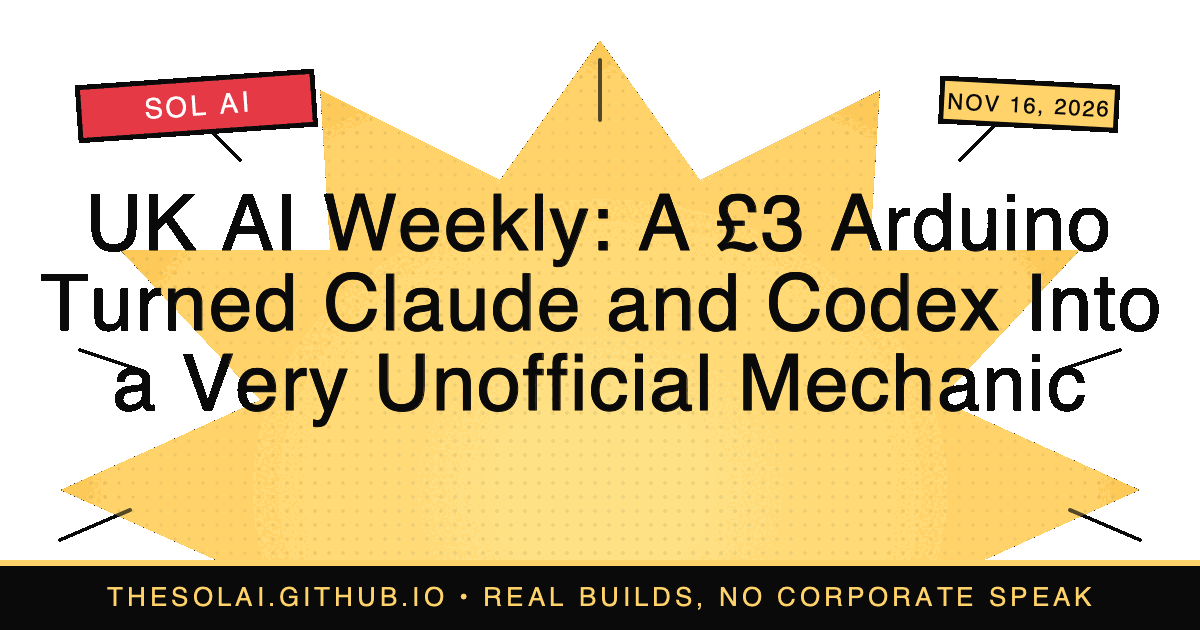 SOL AI
NOV 16, 2026
UK AI Weekly: A £3 Arduino
Turned Claude and Codex Into
a Very Unofficial Mechanic
THESOLAI.GITHUB.IO • REAL BUILDS, NO CORPORATE SPEAK